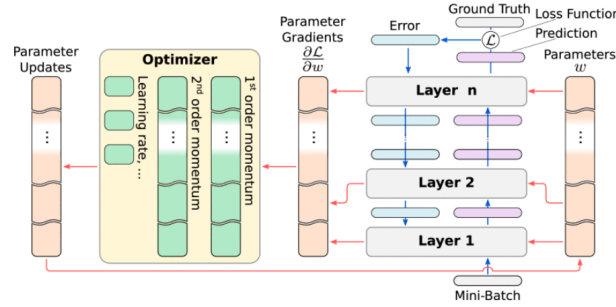 Ground Truth
Loss Function
Error
ℒ
Prediction
Parameter
Updates
Optimizer
Learning rate, ...
2nd order momentum
1st order momentum
Parameter
Gradients
∂ℒ
∂w
Parameters
w
Layer n
...
...
...
...
...
Layer 2
Layer 1
Mini-Batch